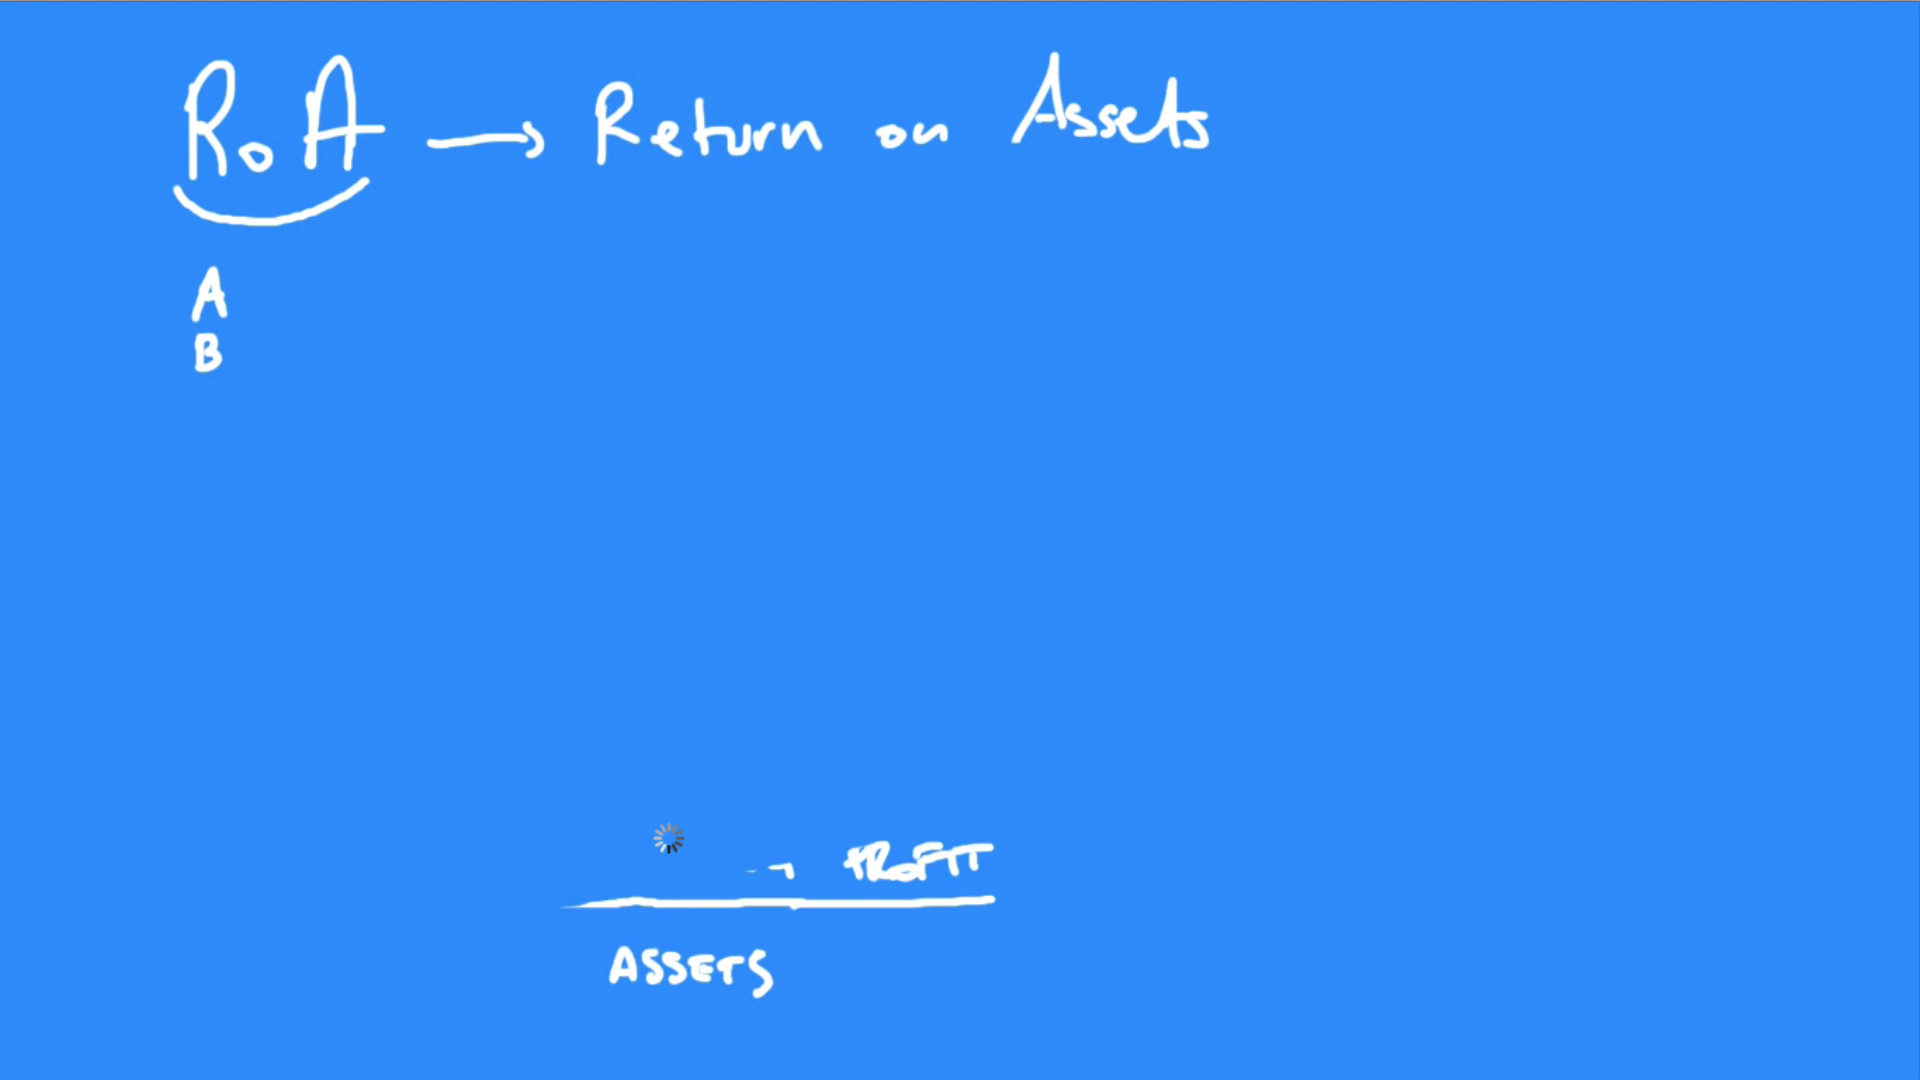 RoA → Return on Assets
A
B
PROFIT
ASSETS